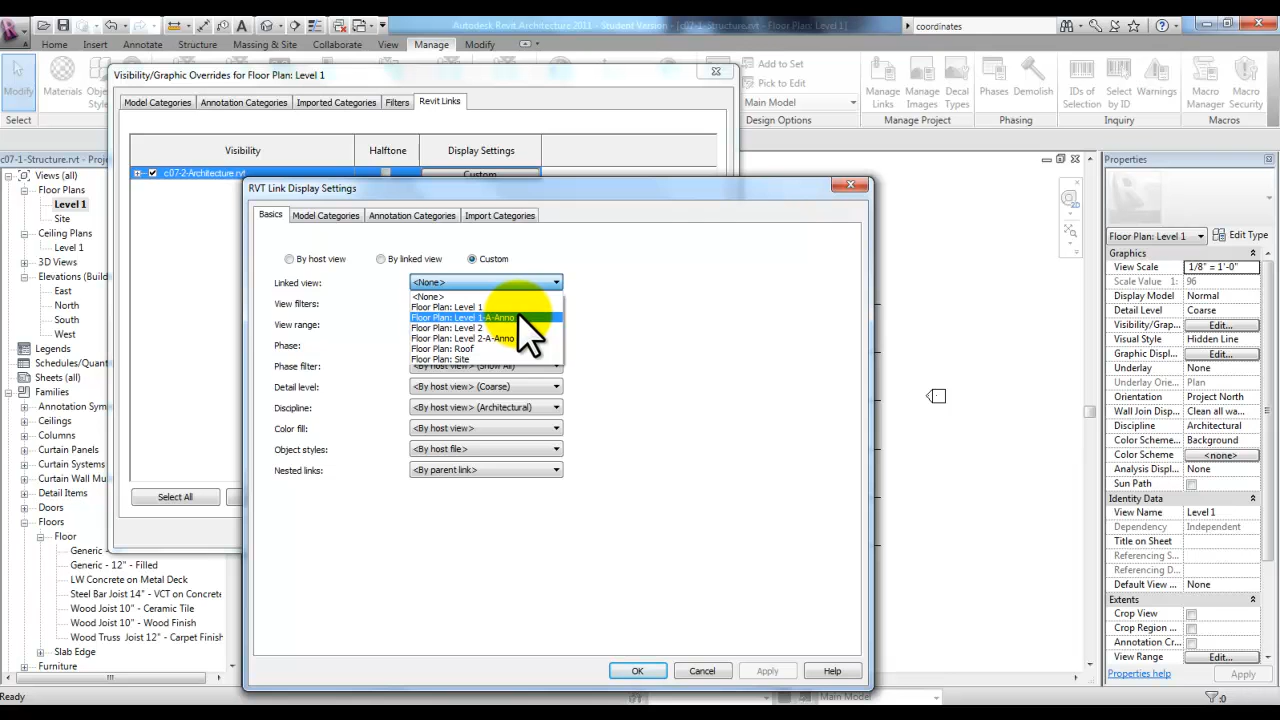 Autodesk Revit Architecture 2011 - Student Version - [c07-1-Structure.rvt - Floor Plan: Level 1]
coordinates
Home Insert Annotate Structure Massing & Site Collaborate View Manage Modify
Modify
Materials
Object
Styles
Select
Add to Set
Pick to Edit
Main Model
Design Options
Manage
Links
Manage
Images
Decal
Types
Manage Project
Phases
Demolish
Phasing
IDs of
Selection
Select
by ID
Warnings
Inquiry
Macro
Manager
Macro
Security
Macros
Visibility/Graphic Overrides for Floor Plan: Level 1
Model Categories Annotation Categories Imported Categories Filters Revit Links
Visibility Halftone Display Settings
c07-2-Architecture.rvt Custom
Select All
c07-1-Structure.rvt - Proj
Views (all)
Floor Plans
Level 1
Site
Ceiling Plans
Level 1
3D Views
Elevations (Build
East
North
South
West
Legends
Schedules/Quant
Sheets (all)
Families
Annotation Sym
Ceilings
Columns
Curtain Panels
Curtain Systems
Curtain Wall Mu
Detail Items
Doors
Floors
Floor
Generic -
Generic - 12" - Filled
LW Concrete on Metal Deck
Steel Bar Joist 14" - VCT on Concrete
Wood Joist 10" - Ceramic Tile
Wood Joist 10" - Wood Finish
Wood Truss Joist 12" - Carpet Finish
Slab Edge
Furniture
RVT Link Display Settings
Basics Model Categories Annotation Categories Import Categories
By host view By linked view Custom
Linked view: <None>
<None>
Floor Plan: Level 1
Floor Plan: Level 1-A-Anno
Floor Plan: Level 2
Floor Plan: Level 2-A-Anno
Floor Plan: Roof
Floor Plan: Site
View filters:
View range:
Phase:
Phase filter: <By host view> (Show All)
Detail level: <By host view> (Coarse)
Discipline: <By host view> (Architectural)
Color fill: <By host view>
Object styles: <By host file>
Nested links: <By parent link>
OK Cancel Apply Help
Properties
Floor Plan: Level 1 Edit Type
Graphics
View Scale 1/8" = 1'-0"
Scale Value 1: 96
Display Model Normal
Detail Level Coarse
Visibility/Grap... Edit...
Visual Style Hidden Line
Graphic Displ... Edit...
Underlay None
Underlay Orie... Plan
Orientation Project North
Wall Join Disp... Clean all wa...
Discipline Architectural
Color Scheme... Background
Color Scheme <none>
Analysis Displ... None
Sun Path
Identity Data
View Name Level 1
Dependency Independent
Title on Sheet
Referencing S...
Referencing D...
Default View ... None
Extents
Crop View
Crop Region ...
Annotation Cr...
View Range Edit...
Properties help Apply
Ready
Main Model
:0